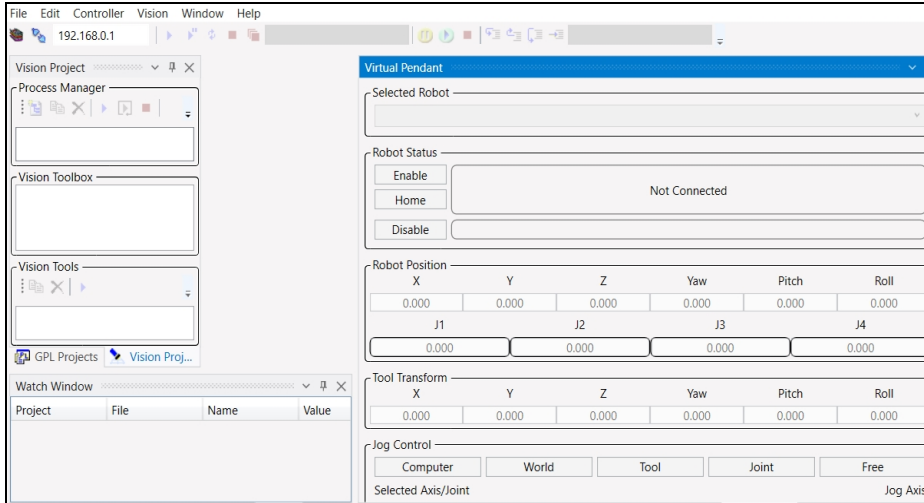 File Edit Controller Vision Window Help
192.168.0.1
Vision Project
Process Manager
Vision Toolbox
Vision Tools
GPL Projects Vision Proj...
Watch Window
Project File Name Value
Virtual Pendant
Selected Robot
Robot Status
Enable
Home
Not Connected
Disable
Robot Position
X Y Z Yaw Pitch Roll
0.000 0.000 0.000 0.000 0.000 0.000
J1 J2 J3 J4
0.000 0.000 0.000 0.000
Tool Transform
X Y Z Yaw Pitch Roll
0.000 0.000 0.000 0.000 0.000 0.000
Jog Control
Computer World Tool Joint Free
Selected Axis/Joint Jog Axis